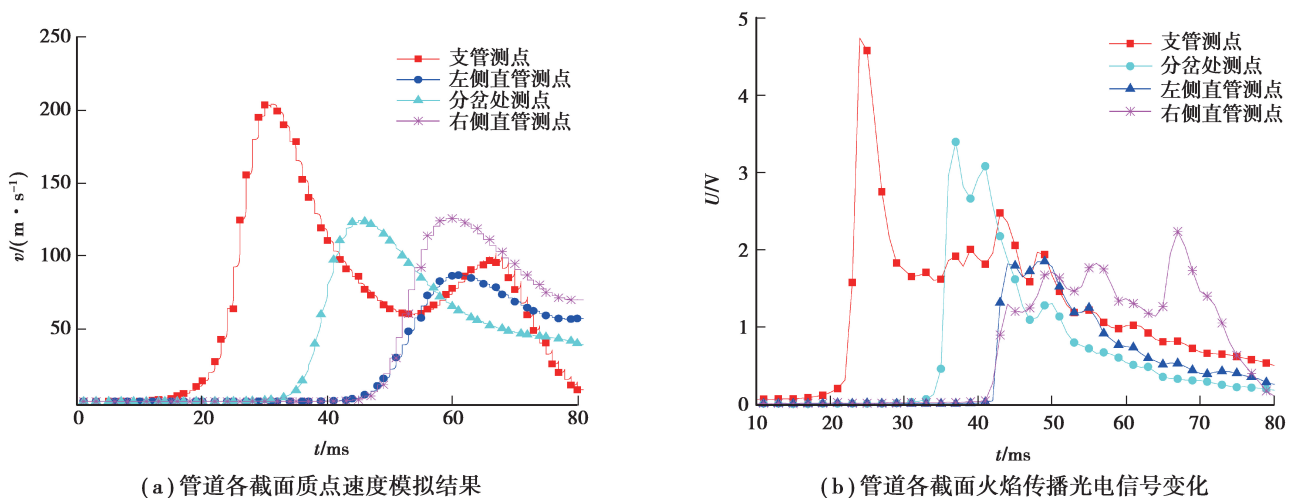 250
200
150
100
50
0
20
40
60
80
v/(m·s⁻¹)
t/ms
支管测点
左侧直管测点
分岔处测点
右侧直管测点
(a)管道各截面质点速度模拟结果
5
4
3
2
1
0
10
20
30
40
50
60
70
80
U/V
t/ms
支管测点
分岔处测点
左侧直管测点
右侧直管测点
(b)管道各截面火焰传播光电信号变化